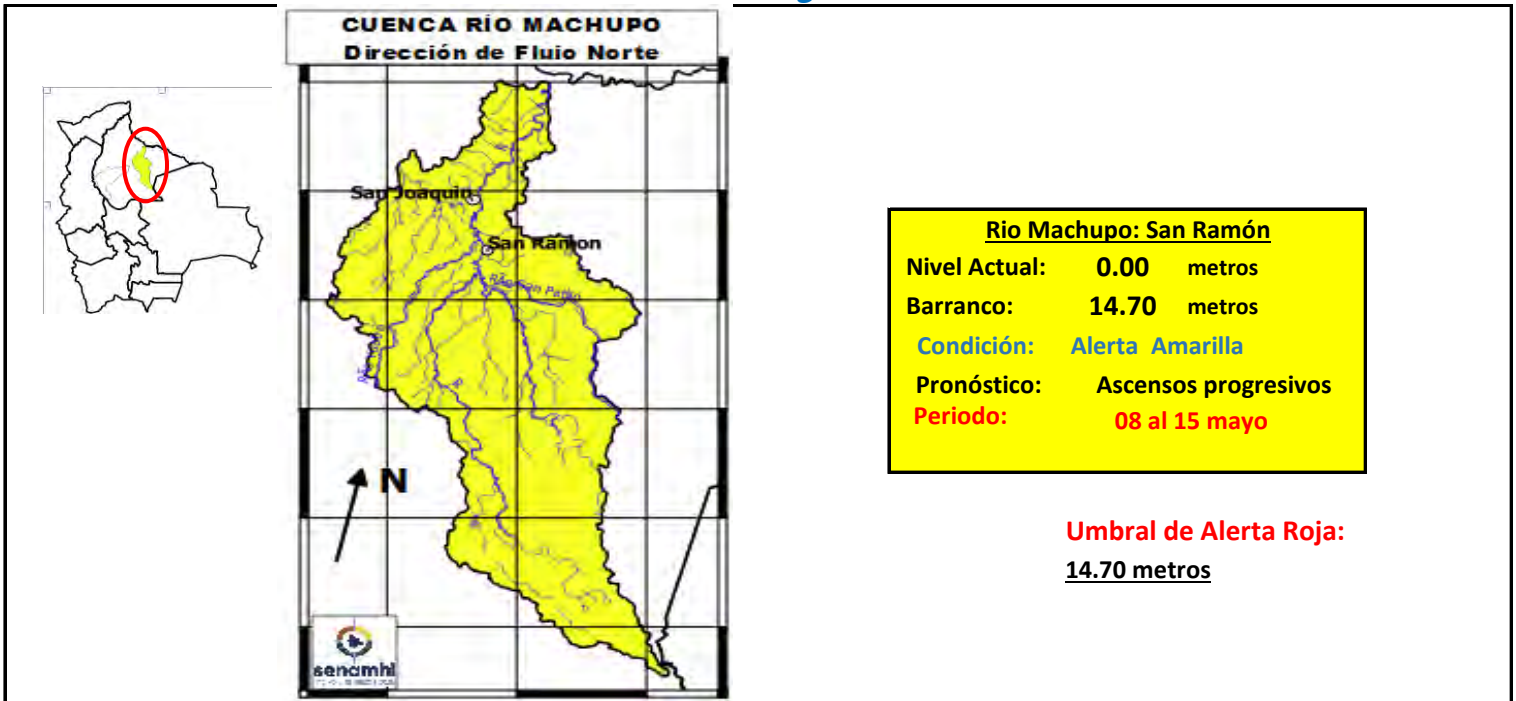 CUENCA RÍO MACHUPO
Dirección de Flujo Norte
San Joaquin
San Ramon
N
senamhi
Rio Machupo: San Ramón
Nivel Actual: 0.00 metros
Barranco: 14.70 metros
Condición: Alerta Amarilla
Pronóstico: Ascensos progresivos
Periodo: 08 al 15 mayo
Umbral de Alerta Roja:
14.70 metros